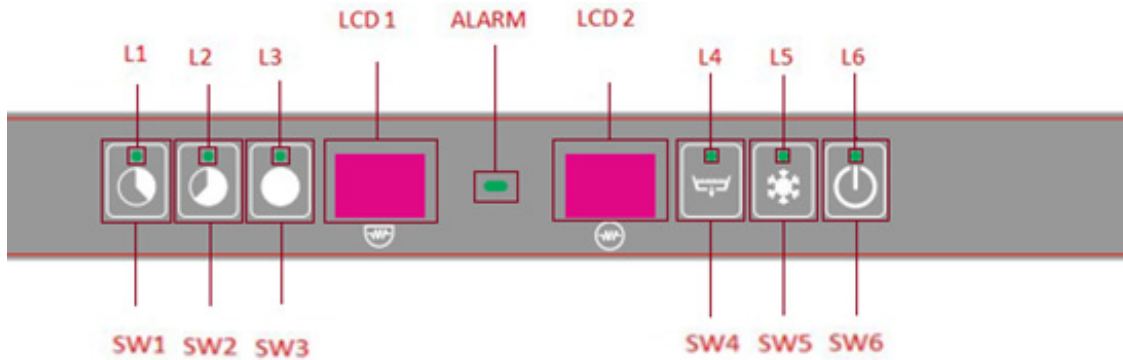 LCD 1 ALARM LCD 2
L1 L2 L3 L4 L5 L6
SW1 SW2 SW3 SW4 SW5 SW6